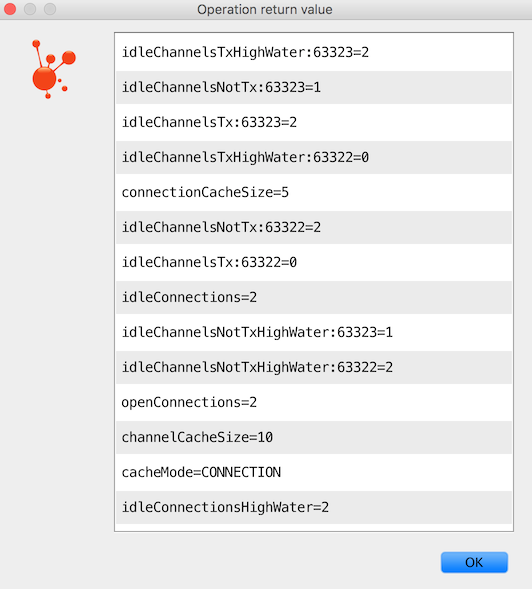 Operation return value
idleChannelsTxHighWater:63323=2
idleChannelsNotTx:63323=1
idleChannelsTx:63323=2
idleChannelsTxHighWater:63322=0
connectionCacheSize=5
idleChannelsNotTx:63322=2
idleChannelsTx:63322=0
idleConnections=2
idleChannelsNotTxHighWater:63323=1
idleChannelsNotTxHighWater:63322=2
openConnections=2
channelCacheSize=10
cacheMode=CONNECTION
idleConnectionsHighWater=2
OK